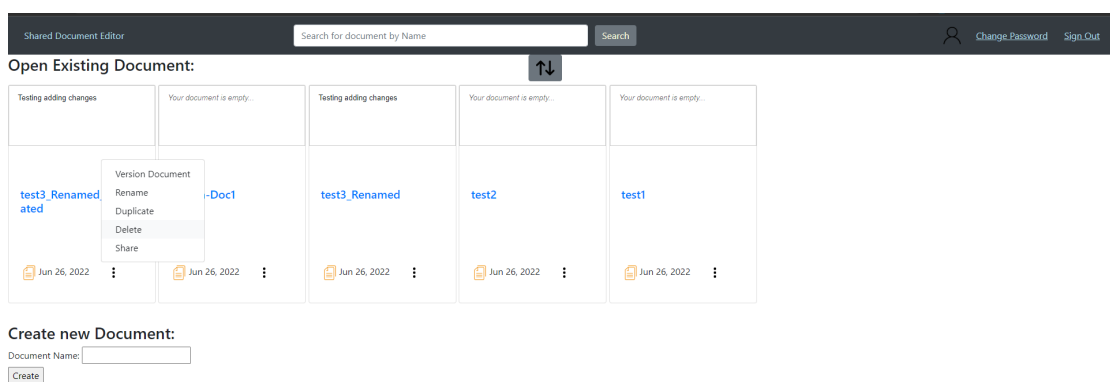 Shared Document Editor
Search for document by Name
Search
Change Password
Sign Out
Open Existing Document:
Testing adding changes
Your document is empty...
Testing adding changes
Your document is empty...
Your document is empty...
test3_Renamed
ated
-Doc1
test3_Renamed
test2
test1
Version Document
Rename
Duplicate
Delete
Share
Jun 26, 2022
Jun 26, 2022
Jun 26, 2022
Jun 26, 2022
Jun 26, 2022
Create new Document:
Document Name:
Create